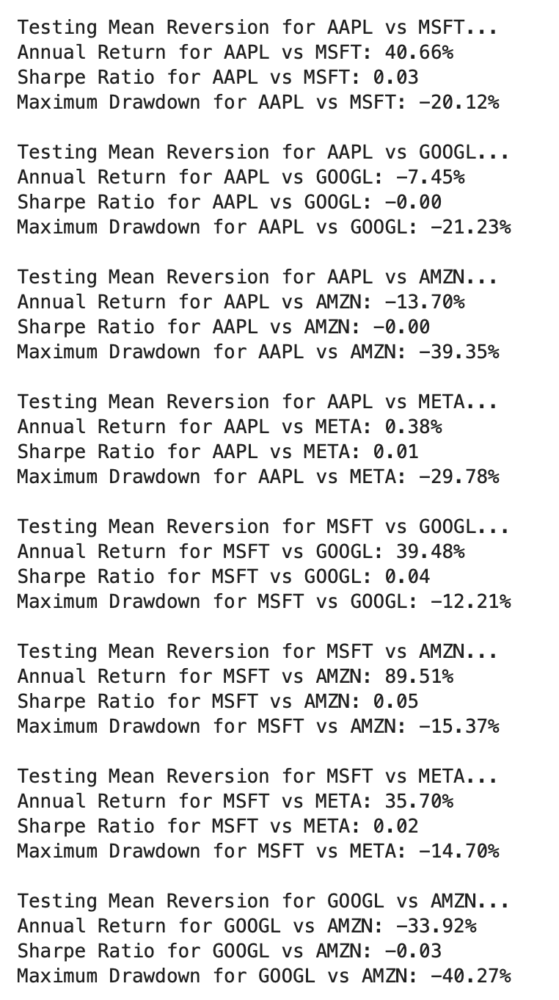 Testing Mean Reversion for AAPL vs MSFT...
Annual Return for AAPL vs MSFT: 40.66%
Sharpe Ratio for AAPL vs MSFT: 0.03
Maximum Drawdown for AAPL vs MSFT: -20.12%

Testing Mean Reversion for AAPL vs GOOGL...
Annual Return for AAPL vs GOOGL: -7.45%
Sharpe Ratio for AAPL vs GOOGL: -0.00
Maximum Drawdown for AAPL vs GOOGL: -21.23%

Testing Mean Reversion for AAPL vs AMZN...
Annual Return for AAPL vs AMZN: -13.70%
Sharpe Ratio for AAPL vs AMZN: -0.00
Maximum Drawdown for AAPL vs AMZN: -39.35%

Testing Mean Reversion for AAPL vs META...
Annual Return for AAPL vs META: 0.38%
Sharpe Ratio for AAPL vs META: 0.01
Maximum Drawdown for AAPL vs META: -29.78%

Testing Mean Reversion for MSFT vs GOOGL...
Annual Return for MSFT vs GOOGL: 39.48%
Sharpe Ratio for MSFT vs GOOGL: 0.04
Maximum Drawdown for MSFT vs GOOGL: -12.21%

Testing Mean Reversion for MSFT vs AMZN...
Annual Return for MSFT vs AMZN: 89.51%
Sharpe Ratio for MSFT vs AMZN: 0.05
Maximum Drawdown for MSFT vs AMZN: -15.37%

Testing Mean Reversion for MSFT vs META...
Annual Return for MSFT vs META: 35.70%
Sharpe Ratio for MSFT vs META: 0.02
Maximum Drawdown for MSFT vs META: -14.70%

Testing Mean Reversion for GOOGL vs AMZN...
Annual Return for GOOGL vs AMZN: -33.92%
Sharpe Ratio for GOOGL vs AMZN: -0.03
Maximum Drawdown for GOOGL vs AMZN: -40.27%